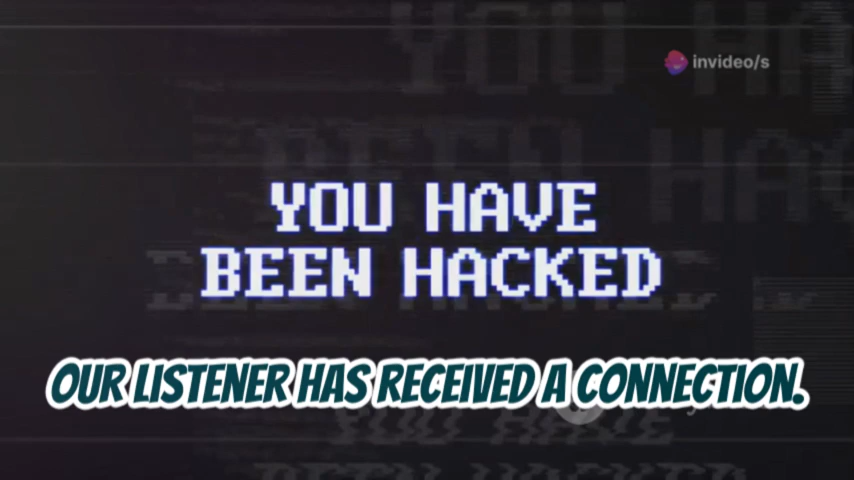 invideo/s
YOU HAVE
BEEN HACKED
OUR LISTENER HAS RECEIVED A CONNECTION.